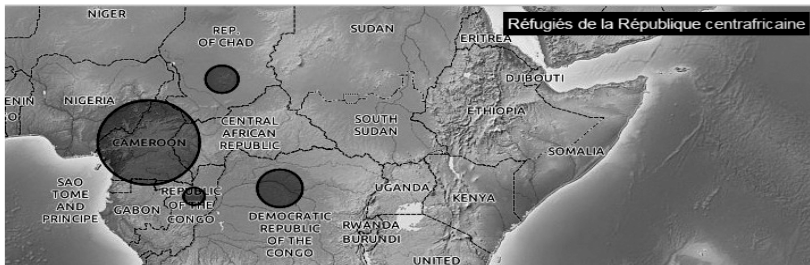 NIGER
SUDAN
Réfugiés de la République centrafricaine
REP.
OF CHAD
ERITREA
DJIBOUTI
ENIN
NIGERIA
ETHIOPIA
CENTRAL
AFRICAN
REPUBLIC
SOUTH
SUDAN
CAMEROON
SOMALIA
SAO
TOME
AND
PRINCIPE
GABON
REPUBLIC
OF THE
CONGO
DEMOCRATIC
REPUBLIC
OF THE
CONGO
UGANDA
KENYA
RWANDA
BURUNDI
UNITED